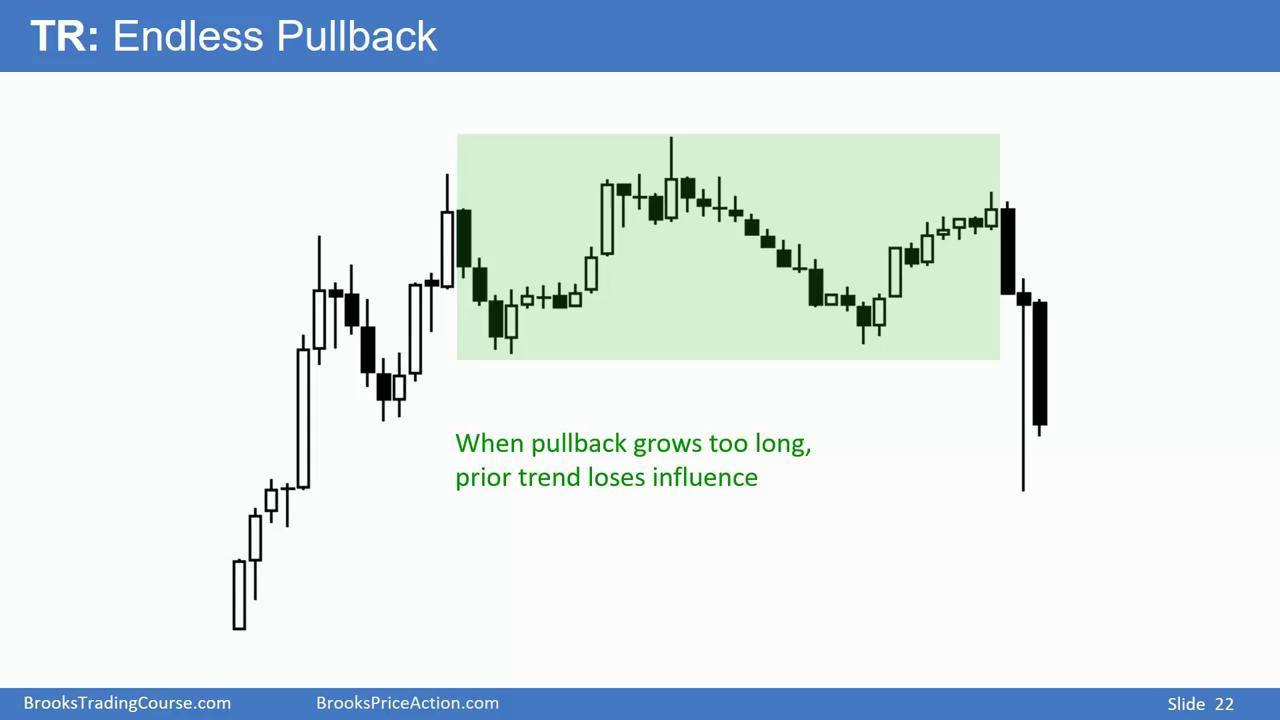 TR: Endless Pullback
When pullback grows too long,
prior trend loses influence
BrooksTradingCourse.com
BrooksPriceAction.com
Slide 22